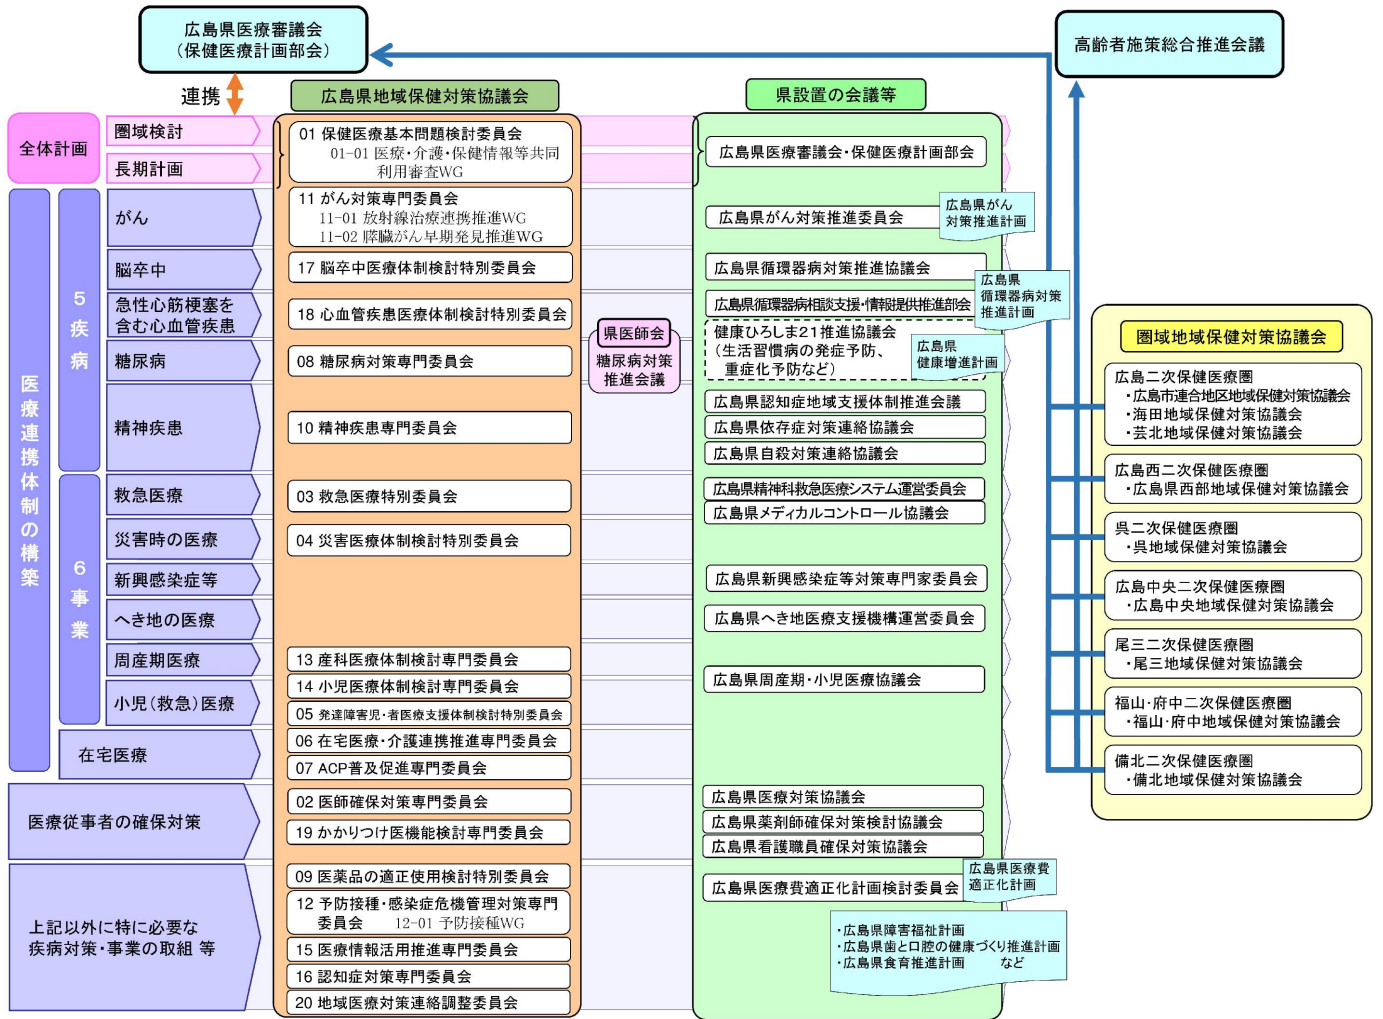 広島県医療審議会
（保健医療計画部会）
高齢者施策総合推進会議
連携
広島県地域保健対策協議会
県設置の会議等
全体計画
圏域検討
長期計画
01 保健医療基本問題検討委員会
01-01 医療・介護・保健情報等共同
利用審査WG
広島県医療審議会・保健医療計画部会
医療連携体制の構築
5疾病
がん
11 がん対策専門委員会
11-01 放射線治療連携推進WG
11-02 膵臓がん早期発見推進WG
広島県がん対策推進委員会
広島県がん
対策推進計画
脳卒中
17 脳卒中医療体制検討特別委員会
広島県循環器病対策推進協議会
急性心筋梗塞を
含む心血管疾患
18 心血管疾患医療体制検討特別委員会
広島県循環器病相談支援・情報提供推進部会
広島県
循環器病対策
推進計画
糖尿病
08 糖尿病対策専門委員会
県医師会
糖尿病対策
推進会議
健康ひろしま21推進協議会
（生活習慣病の発症予防、
重症化予防など）
広島県
健康増進計画
精神疾患
10 精神疾患専門委員会
広島県認知症地域支援体制推進会議
広島県依存症対策連絡協議会
広島県自殺対策連絡協議会
6事業
救急医療
03 救急医療特別委員会
広島県精神科救急医療システム運営委員会
広島県メディカルコントロール協議会
災害時の医療
04 災害医療体制検討特別委員会
新興感染症等
広島県新興感染症等対策専門家委員会
へき地の医療
広島県へき地医療支援機構運営委員会
周産期医療
13 産科医療体制検討専門委員会
小児（救急）医療
14 小児医療体制検討専門委員会
05 発達障害児・者医療支援体制検討特別委員会
広島県周産期・小児医療協議会
在宅医療
06 在宅医療・介護連携推進専門委員会
07 ACP普及促進専門委員会
医療従事者の確保対策
02 医師確保対策専門委員会
19 かかりつけ医機能検討専門委員会
広島県医療対策協議会
広島県薬剤師確保対策検討協議会
広島県看護職員確保対策協議会
上記以外に特に必要な
疾病対策・事業の取組 等
09 医薬品の適正使用検討特別委員会
12 予防接種・感染症危機管理対策専門
委員会 12-01 予防接種WG
15 医療情報活用推進専門委員会
16 認知症対策専門委員会
20 地域医療対策連絡調整委員会
広島県医療費適正化計画検討委員会
広島県医療費
適正化計画
・広島県障害福祉計画
・広島県歯と口腔の健康づくり推進計画
・広島県食育推進計画 など
圏域地域保健対策協議会
広島二次保健医療圏
・広島市連合地区地域保健対策協議会
・海田地域保健対策協議会
・芸北地域保健対策協議会
広島西二次保健医療圏
・広島県西部地域保健対策協議会
呉二次保健医療圏
・呉地域保健対策協議会
広島中央二次保健医療圏
・広島中央地域保健対策協議会
尾三二次保健医療圏
・尾三地域保健対策協議会
福山・府中二次保健医療圏
・福山・府中地域保健対策協議会
備北二次保健医療圏
・備北地域保健対策協議会